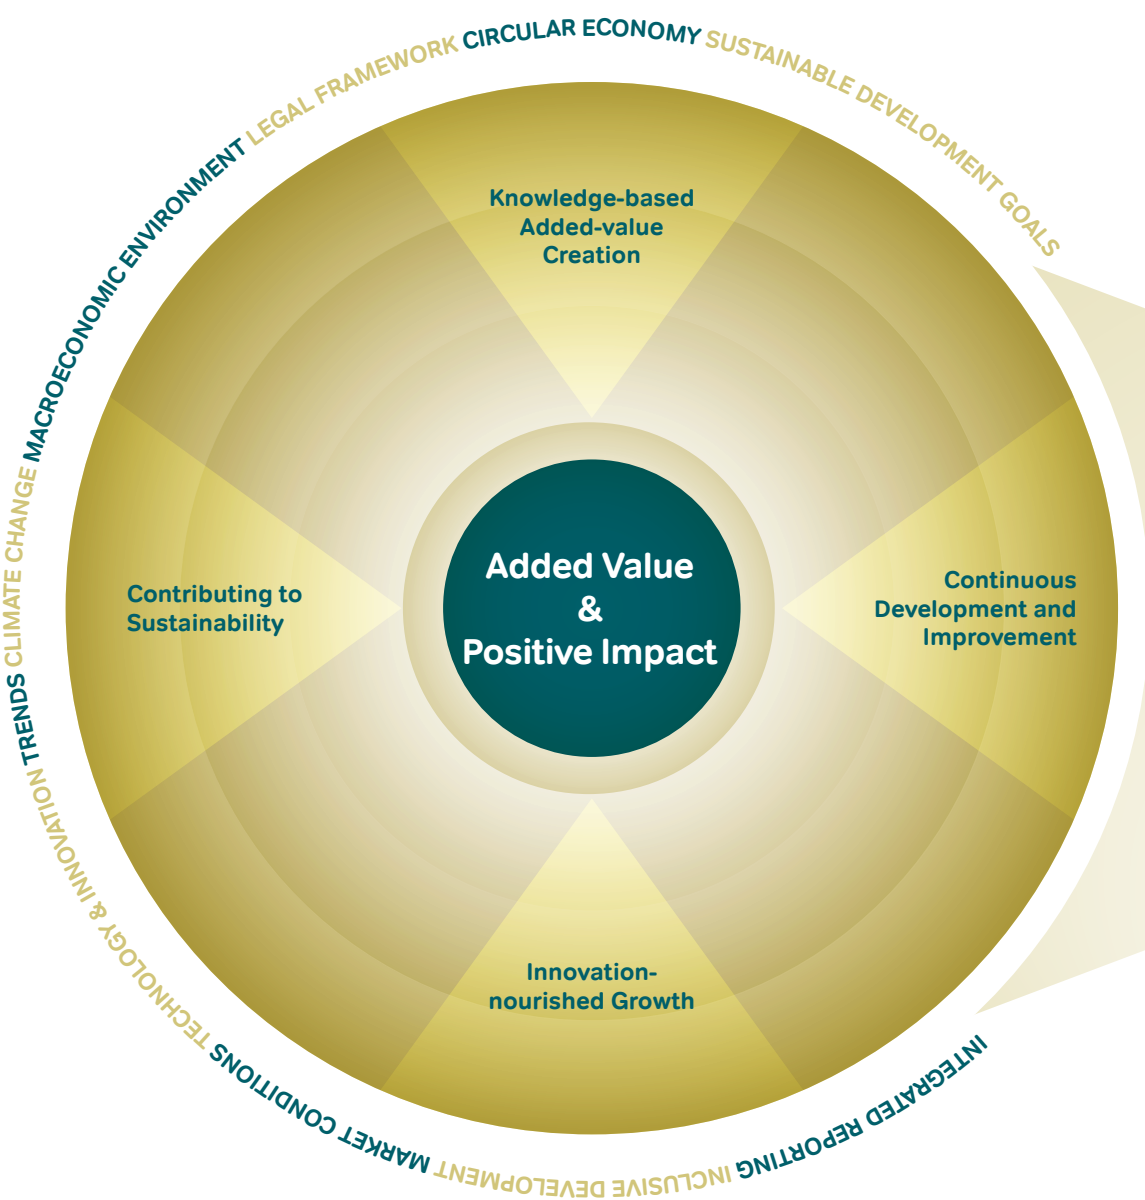 INTEGRATED REPORTING INCLUSIVE DEVELOPMENT MARKET CONDITIONS TECHNOLOGY & INNOVATION TRENDS CLIMATE CHANGE MACROECONOMIC ENVIRONMENT LEGAL FRAMEWORK CIRCULAR ECONOMY SUSTAINABLE DEVELOPMENT GOALS
Knowledge-based
Added-value
Creation
Contributing to
Sustainability
Added Value
&
Positive Impact
Continuous
Development and
Improvement
Innovation-
nourished Growth